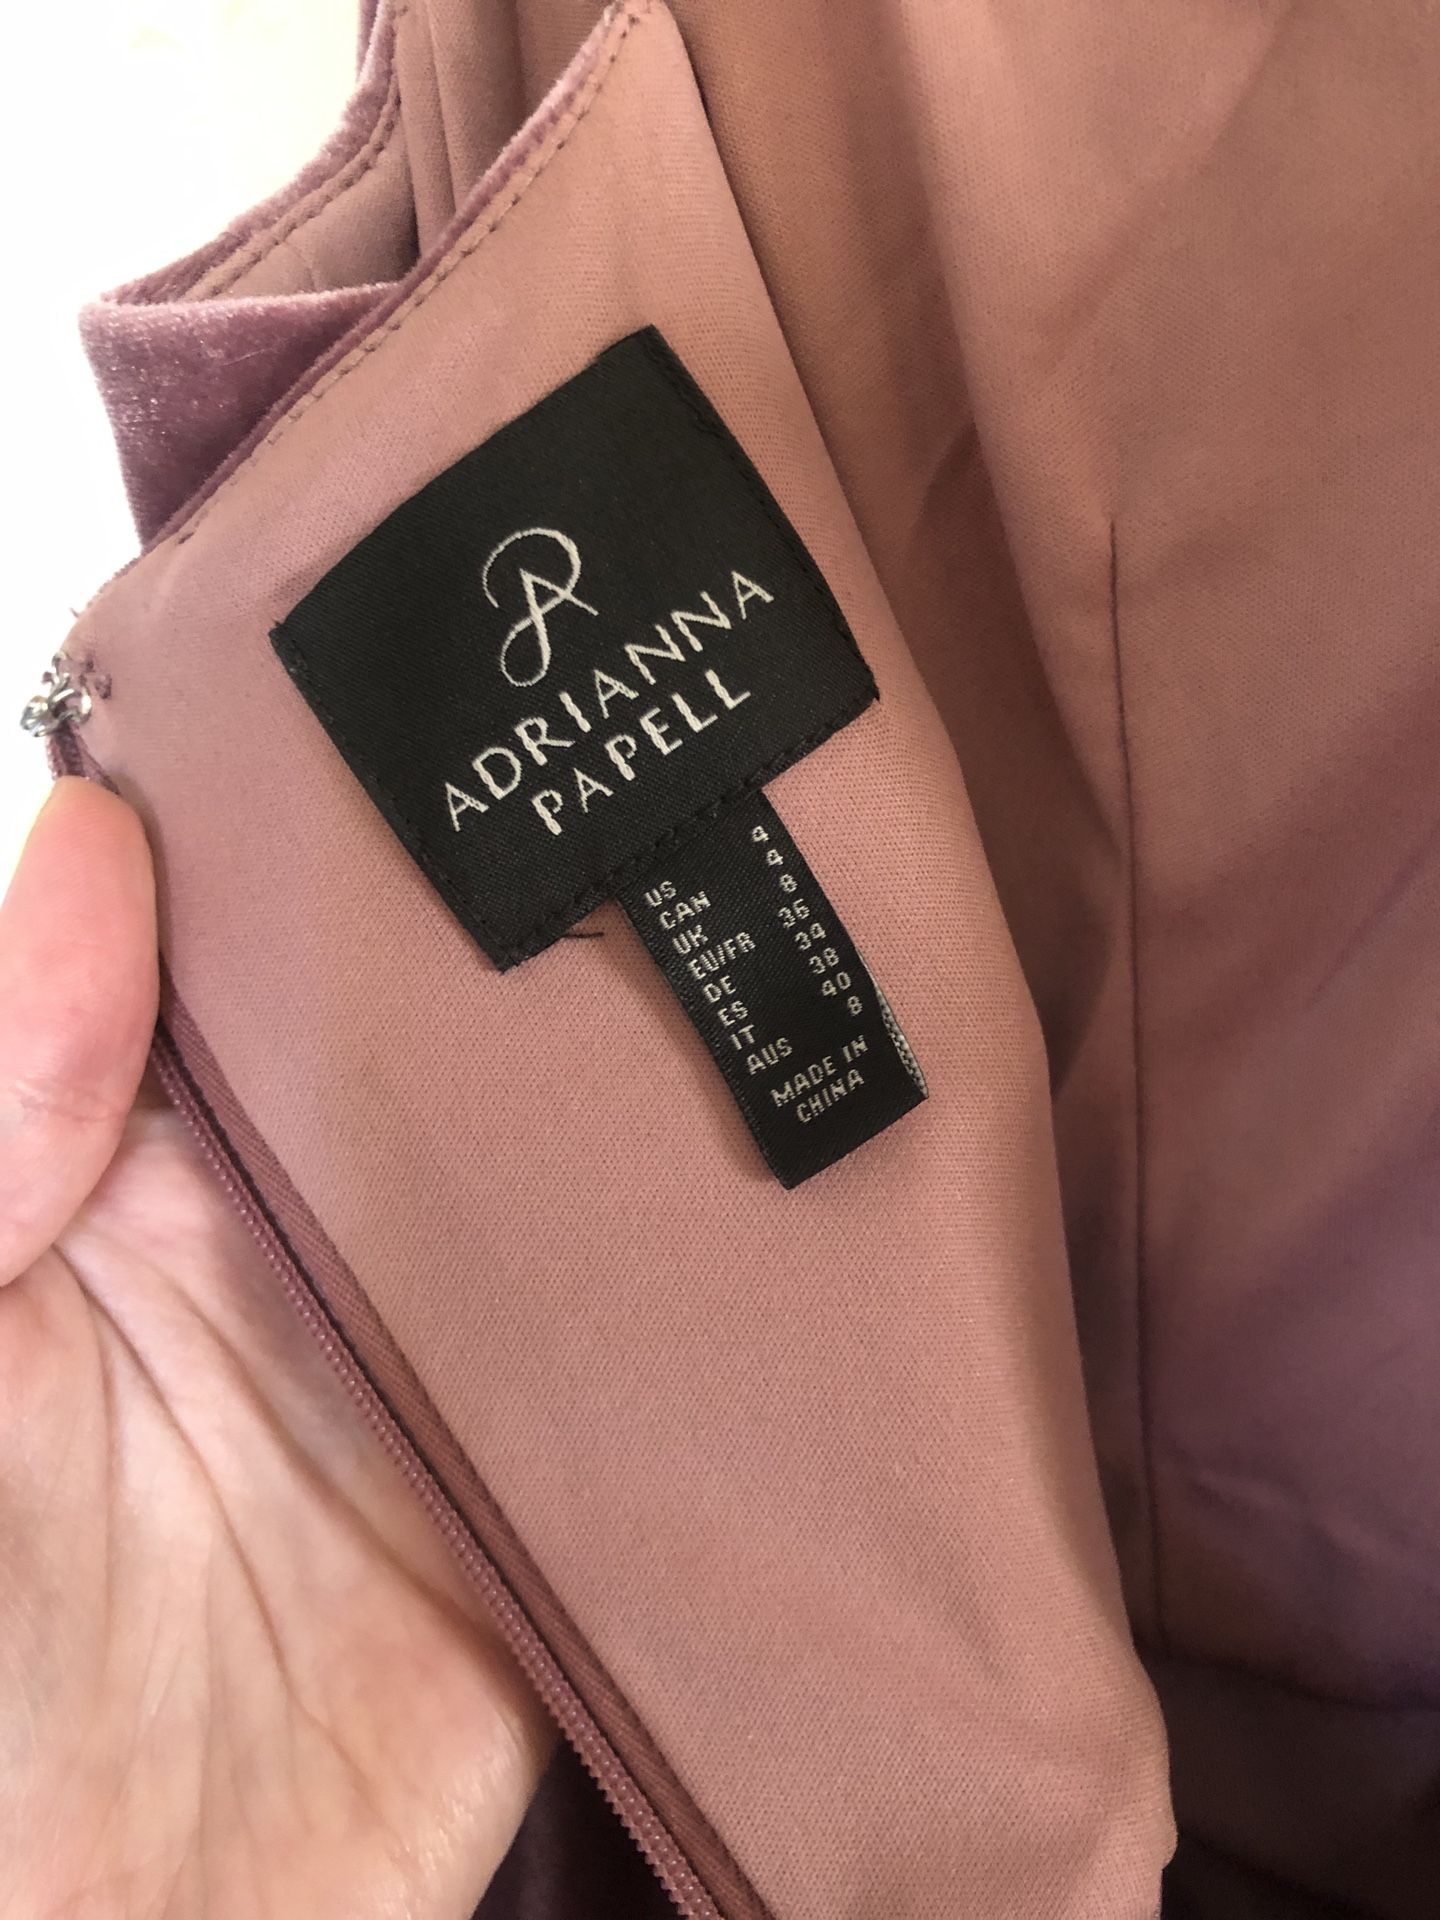 ADRIANNA
PAPELL
US 4
CAN 4
UK 8
EU/FR 36
DE 34
ES 38
IT 40
AUS 8
MADE IN
CHINA